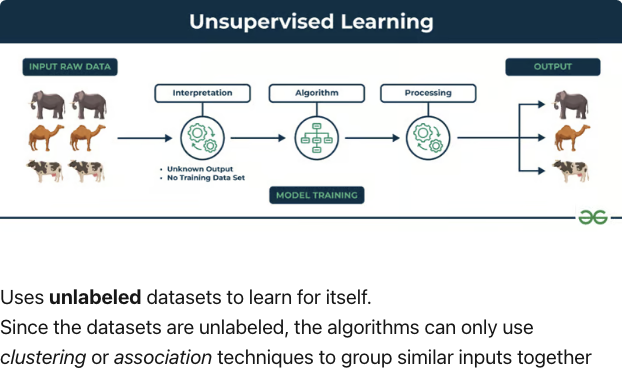 Unsupervised Learning
INPUT RAW DATA
OUTPUT
Interpretation
Algorithm
Processing
• Unknown Output
• No Training Data Set
MODEL TRAINING
Uses unlabeled datasets to learn for itself.
Since the datasets are unlabeled, the algorithms can only use
clustering or association techniques to group similar inputs together